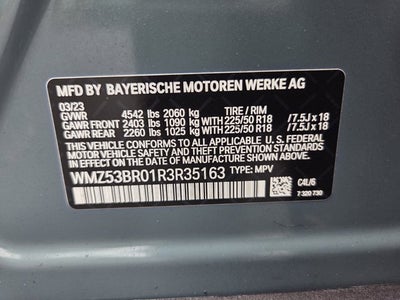 MFD BY BAYERISCHE MOTOREN WERKE AG
03/23
GVWR 4542 lbs 2060 kg TIRE / RIM
GAWR FRONT 2403 lbs 1090 kg WITH 225/50 R18 /7.5J x 18
GAWR REAR 2260 lbs 1025 kg WITH 225/50 R18 /7.5J x 18
THIS VEHICLE CONFORMS TO ALL APPLICABLE U.S. FEDERAL
MOTOR VEHICLE SAFETY AND THEFT PREVENTION STANDARDS
IN EFFECT ON THE DATE OF MANUFACTURE SHOWN ABOVE.
WMZ53BR01R3R35163 TYPE: MPV
C4L/6
7 320 730